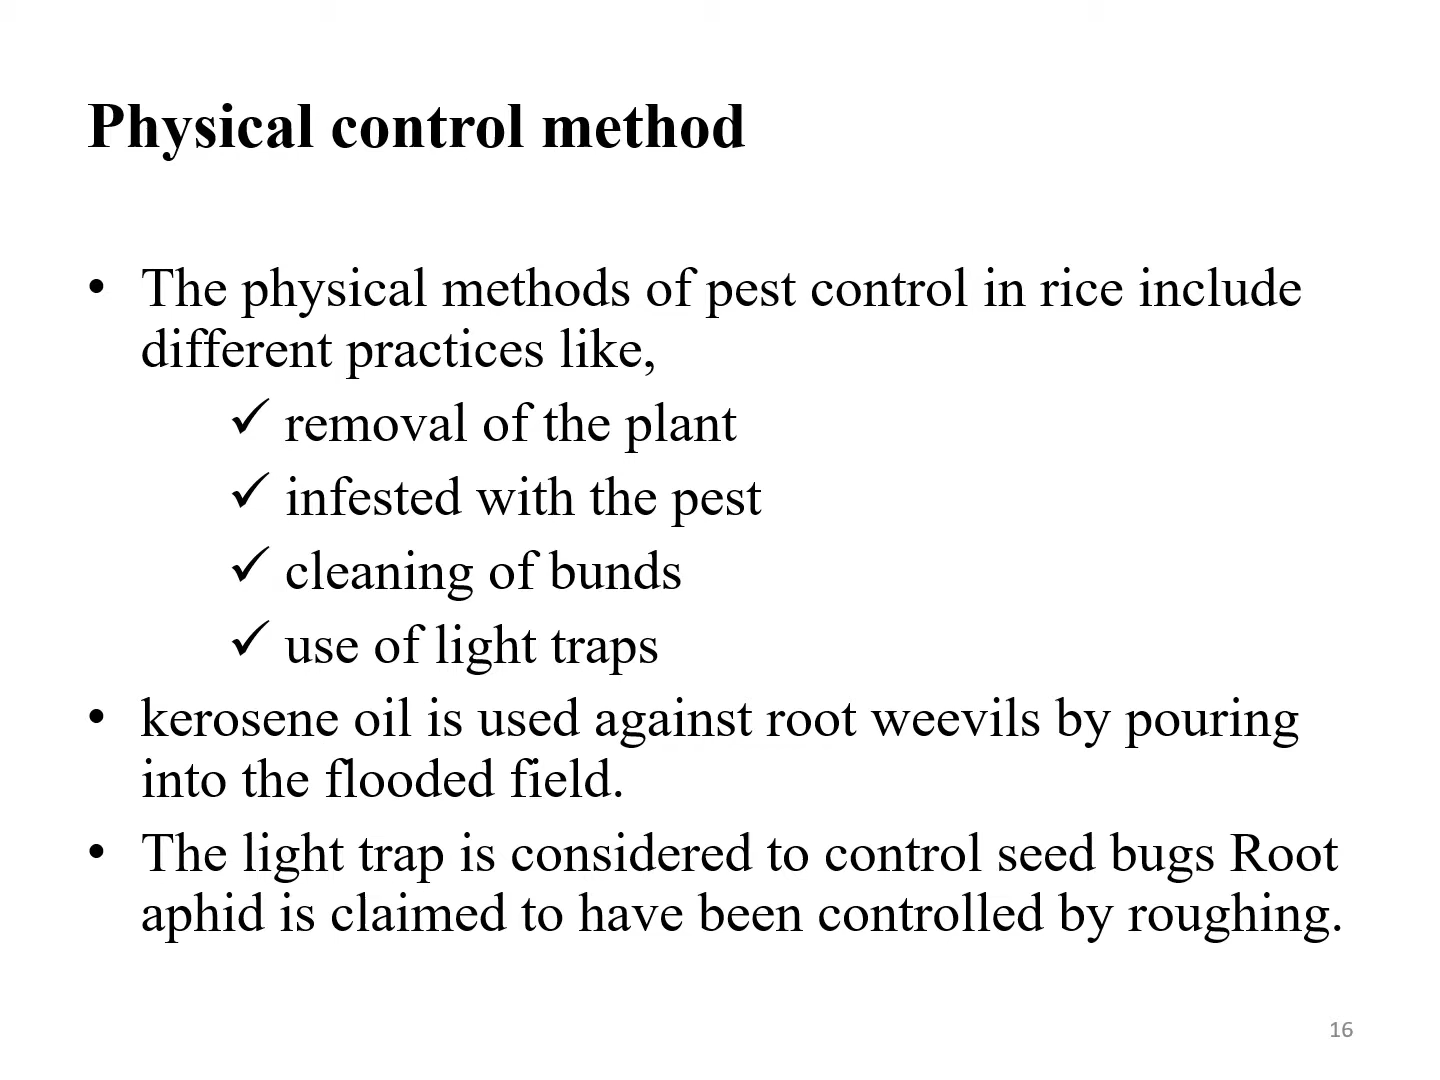 Physical control method
• The physical methods of pest control in rice include
different practices like,
✓ removal of the plant
✓ infested with the pest
✓ cleaning of bunds
✓ use of light traps
• kerosene oil is used against root weevils by pouring
into the flooded field.
• The light trap is considered to control seed bugs Root
aphid is claimed to have been controlled by roughing.
16